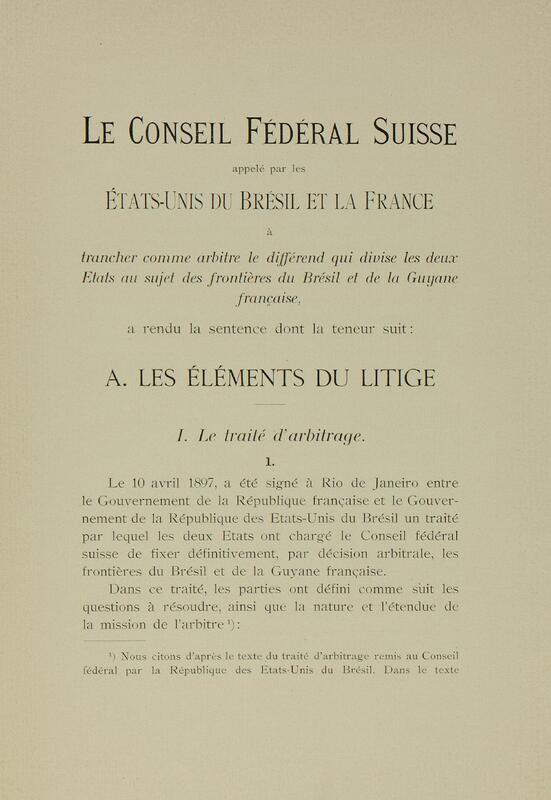 LE CONSEIL FÉDÉRAL SUISSE
appelé par les
ÉTATS-UNIS DU BRÉSIL ET LA FRANCE
à
trancher comme arbitre le différend qui divise les deux
Etats au sujet des frontières du Brésil et de la Guyane
française,
a rendu la sentence dont la teneur suit:
A. LES ÉLÉMENTS DU LITIGE
I. Le traité d'arbitrage.
1.
Le 10 avril 1897, a été signé à Rio de Janeiro entre
le Gouvernement de la République française et le Gouver-
nement de la République des Etats-Unis du Brésil un traité
par lequel les deux Etats ont chargé le Conseil fédéral
suisse de fixer définitivement, par décision arbitrale, les
frontières du Brésil et de la Guyane française.
Dans ce traité, les parties ont défini comme suit les
questions à résoudre, ainsi que la nature et l'étendue de
la mission de l'arbitre ¹):
¹) Nous citons d'après le texte du traité d'arbitrage remis au Conseil
fédéral par la République des Etats-Unis du Brésil. Dans le texte